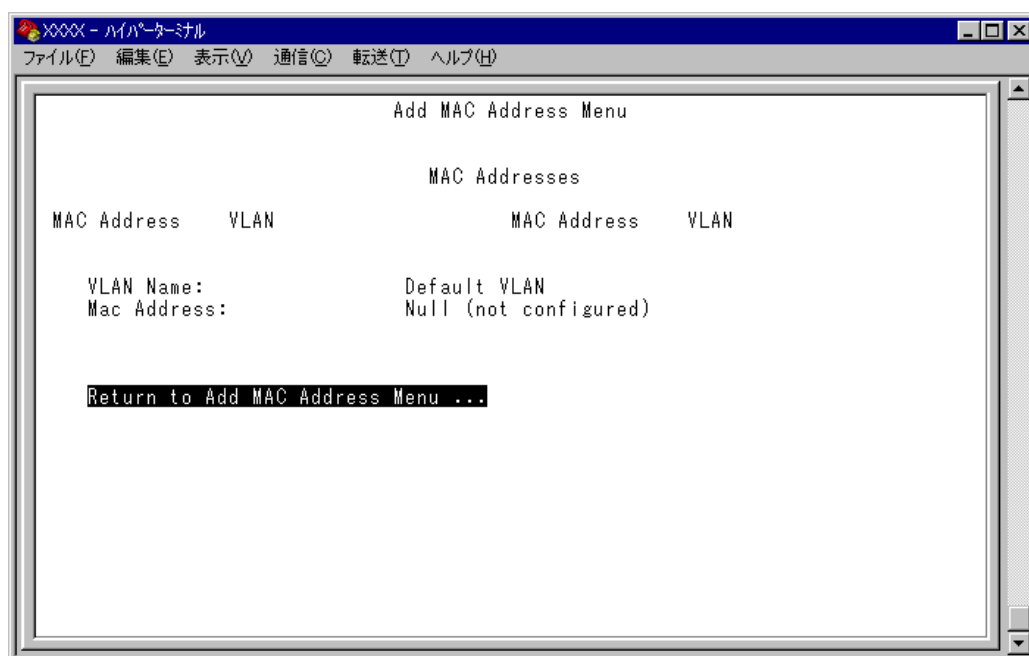 XXXX - ハイパーターミナル
ファイル(F) 編集(E) 表示(V) 通信(C) 転送(T) ヘルプ(H)
Add MAC Address Menu
MAC Addresses
MAC Address VLAN MAC Address VLAN
VLAN Name: Default VLAN
Mac Address: Null (not configured)
Return to Add MAC Address Menu ...